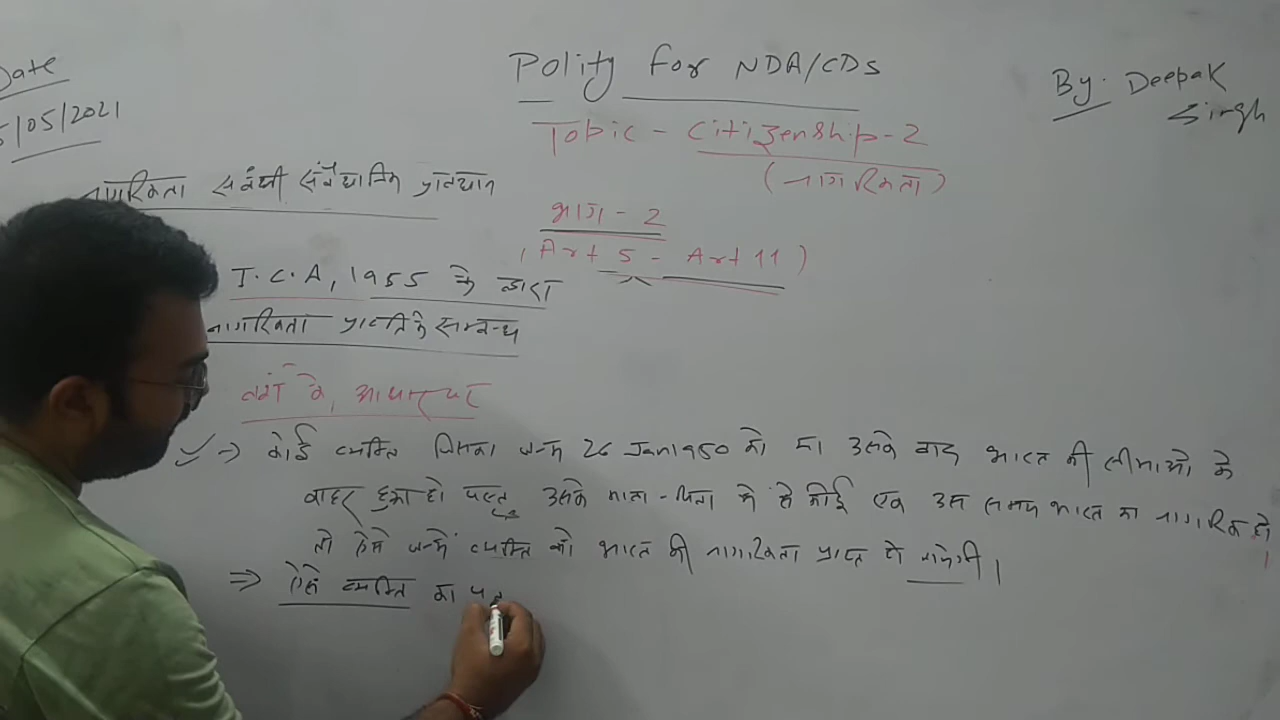 Date
5/05/2021
Polity for NDA/CDS
By. Deepak
Singh
Topic - Citizenship-2
(नागरिकता)
नागरिकता संबंधी संवैधानिक प्रावधान
भाग - 2
(Art 5 - Art 11)
I.C.A, 1955 के द्वारा
नागरिकता प्राप्ति के सम्बन्ध
वंश के आधार पर
→ कोई व्यक्ति जिसका जन्म 26 Jan 1950 को या उसके बाद भारत की सीमाओ के
बाहर हुआ हो परन्तु उसके माता-पिता मे से कोई एक उस समय भारत का नागरिक हो
तो ऐसे जन्मे व्यक्ति को भारत की नागरिकता प्राप्त हो जायेगी।
⇒ ऐसे व्यक्ति का